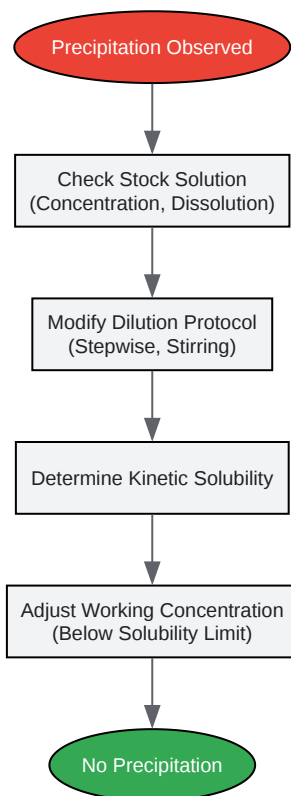 Precipitation Observed
Check Stock Solution
(Concentration, Dissolution)
Modify Dilution Protocol
(Stepwise, Stirring)
Determine Kinetic Solubility
Adjust Working Concentration
(Below Solubility Limit)
No Precipitation